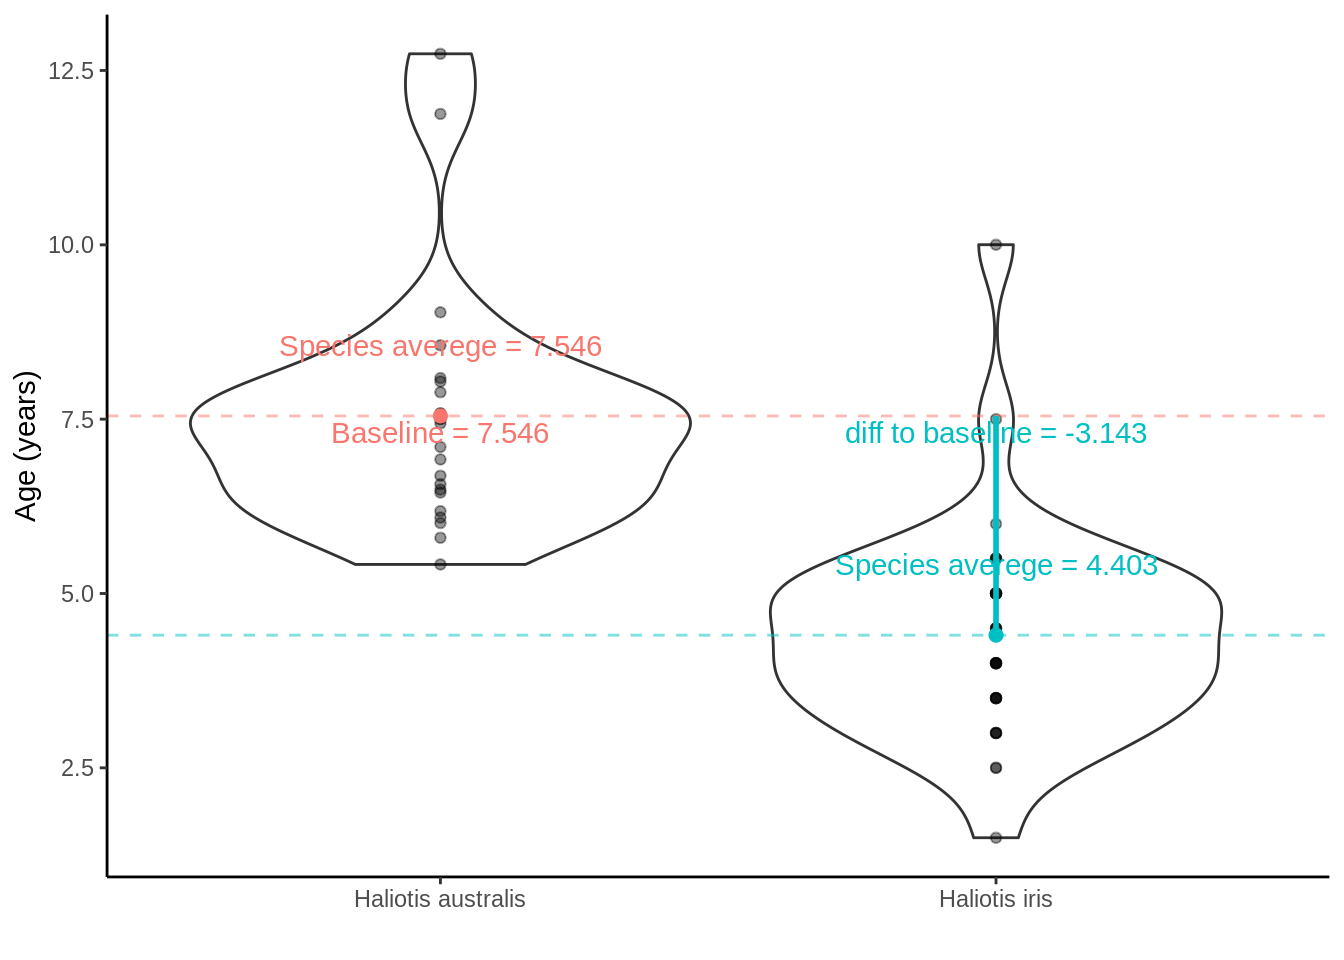 12.5
10.0
7.5
5.0
2.5
Age (years)
Species averege = 7.546
Baseline = 7.546
diff to baseline = -3.143
Species averege = 4.403
Haliotis australis
Haliotis iris